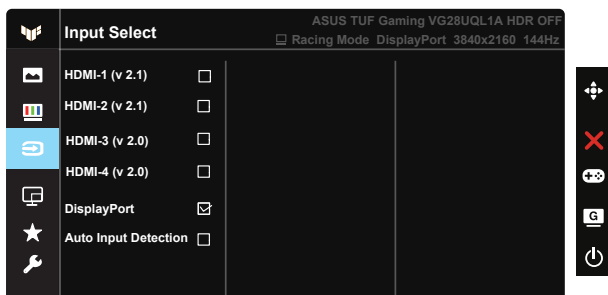 ASUS TUF Gaming VG28UQL1A HDR OFF
Input Select
Racing Mode DisplayPort 3840x2160 144Hz
HDMI-1 (v 2.1)
HDMI-2 (v 2.1)
HDMI-3 (v 2.0)
HDMI-4 (v 2.0)
DisplayPort
Auto Input Detection
G